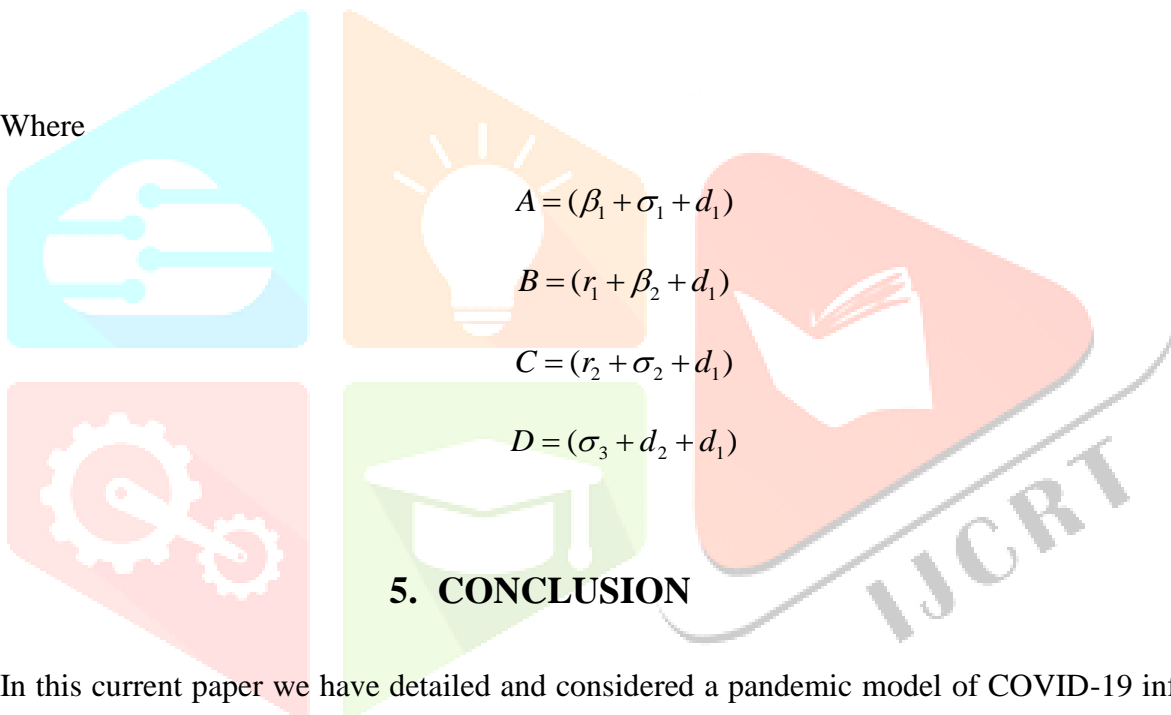 Where
A = (β₁ + σ₁ + d₁)
B = (r₁ + β₂ + d₁)
C = (r₂ + σ₂ + d₁)
D = (σ₃ + d₂ + d₁)
IJCRT
5. CONCLUSION
In this current paper we have detailed and considered a pandemic model of COVID-19